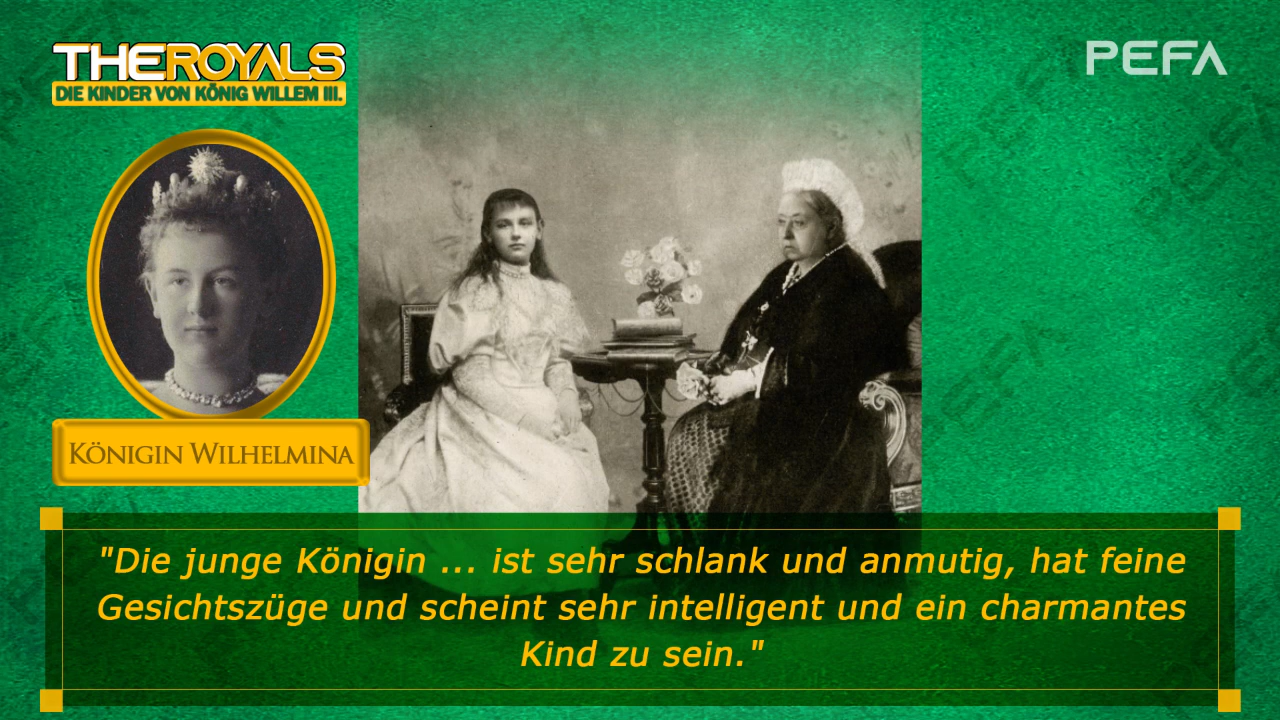 THEROYALS
DIE KINDER VON KÖNIG WILLEM III.
PEFA
KÖNIGIN WILHELMINA
"Die junge Königin ... ist sehr schlank und anmutig, hat feine
Gesichtszüge und scheint sehr intelligent und ein charmantes
Kind zu sein."